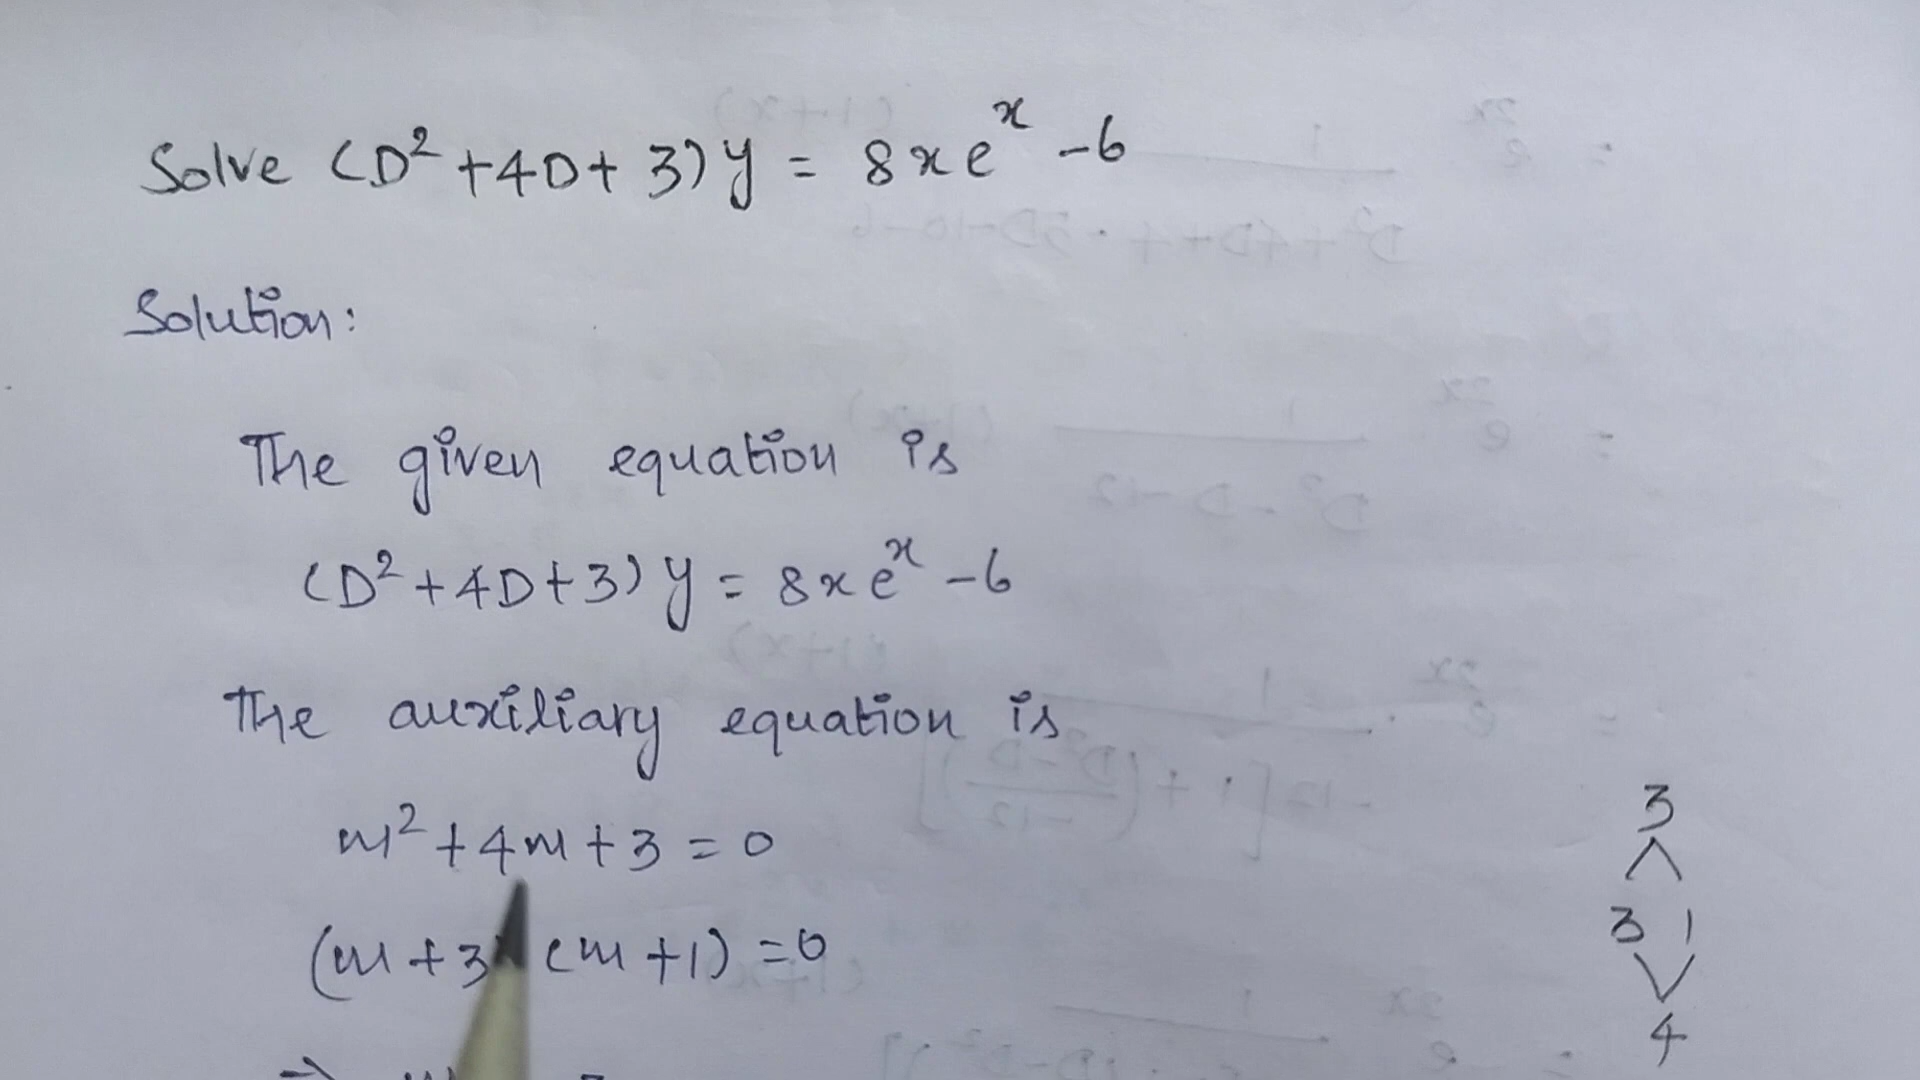 Solve (D² + 4D + 3) y = 8xeˣ - 6
Solution:
The given equation is
(D² + 4D + 3) y = 8xeˣ - 6
The auxiliary equation is
m² + 4m + 3 = 0
(m + 3) (m + 1) = 0
3
3 1
4